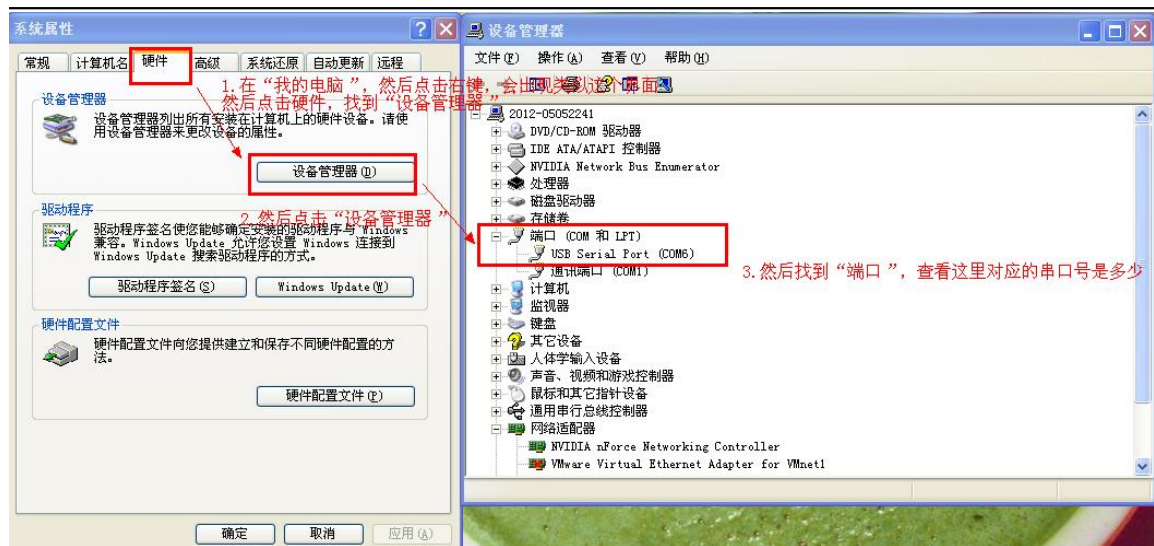 系统属性
常规 计算机名 硬件 高级 系统还原 自动更新 远程
1.在“我的电脑 ”，然后点击右键，会出现类似这个界面
然后点击硬件，找到“设备管理器 ”
设备管理器
设备管理器列出所有安装在计算机上的硬件设备。请使
用设备管理器来更改设备的属性。
设备管理器(D)
2.然后点击“设备管理器 ”
驱动程序
驱动程序签名使您能够确定安装的驱动程序与 Windows
兼容。Windows Update 允许您设置 Windows 连接到
Windows Update 搜索驱动程序的方式。
驱动程序签名(S) Windows Update(W)
硬件配置文件
硬件配置文件向您提供建立和保存不同硬件配置的方
法。
硬件配置文件(P)
确定 取消 应用(A)
设备管理器
文件(F) 操作(A) 查看(V) 帮助(H)
2012-05052241
DVD/CD-ROM 驱动器
IDE ATA/ATAPI 控制器
NVIDIA Network Bus Enumerator
处理器
磁盘驱动器
存储卷
端口 (COM 和 LPT)
USB Serial Port (COM6)
通讯端口 (COM1)
3.然后找到“端口 ”，查看这里对应的串口号是多少
计算机
监视器
键盘
其它设备
人体学输入设备
声音、视频和游戏控制器
鼠标和其它指针设备
通用串行总线控制器
网络适配器
NVIDIA nForce Networking Controller
VMware Virtual Ethernet Adapter for VMnet1